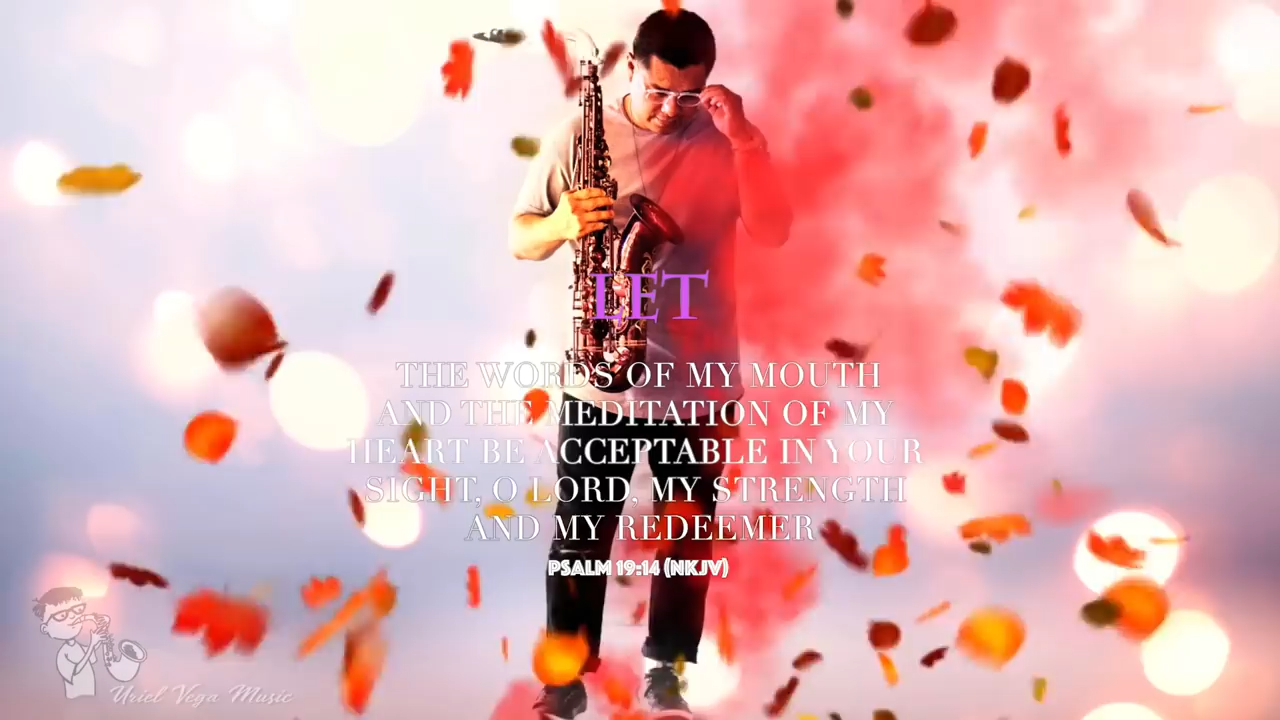 LET
THE WORDS OF MY MOUTH
AND THE MEDITATION OF MY
HEART BE ACCEPTABLE IN YOUR
SIGHT, O LORD, MY STRENGTH
AND MY REDEEMER
PSALM 19:14 (NKJV)
Uriel Vega Music